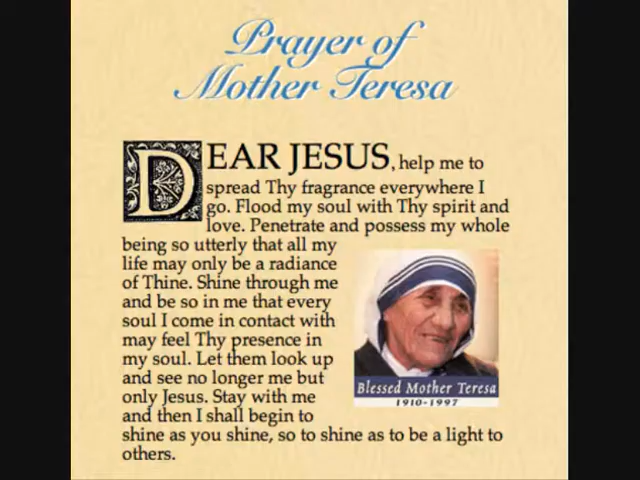 Prayer of
Mother Teresa
DEAR JESUS, help me to
spread Thy fragrance everywhere I
go. Flood my soul with Thy spirit and
love. Penetrate and possess my whole
being so utterly that all my
life may only be a radiance
of Thine. Shine through me
and be so in me that every
soul I come in contact with
may feel Thy presence in
my soul. Let them look up
and see no longer me but
only Jesus. Stay with me
and then I shall begin to
shine as you shine, so to shine as to be a light to
others.
Blessed Mother Teresa
1910-1997